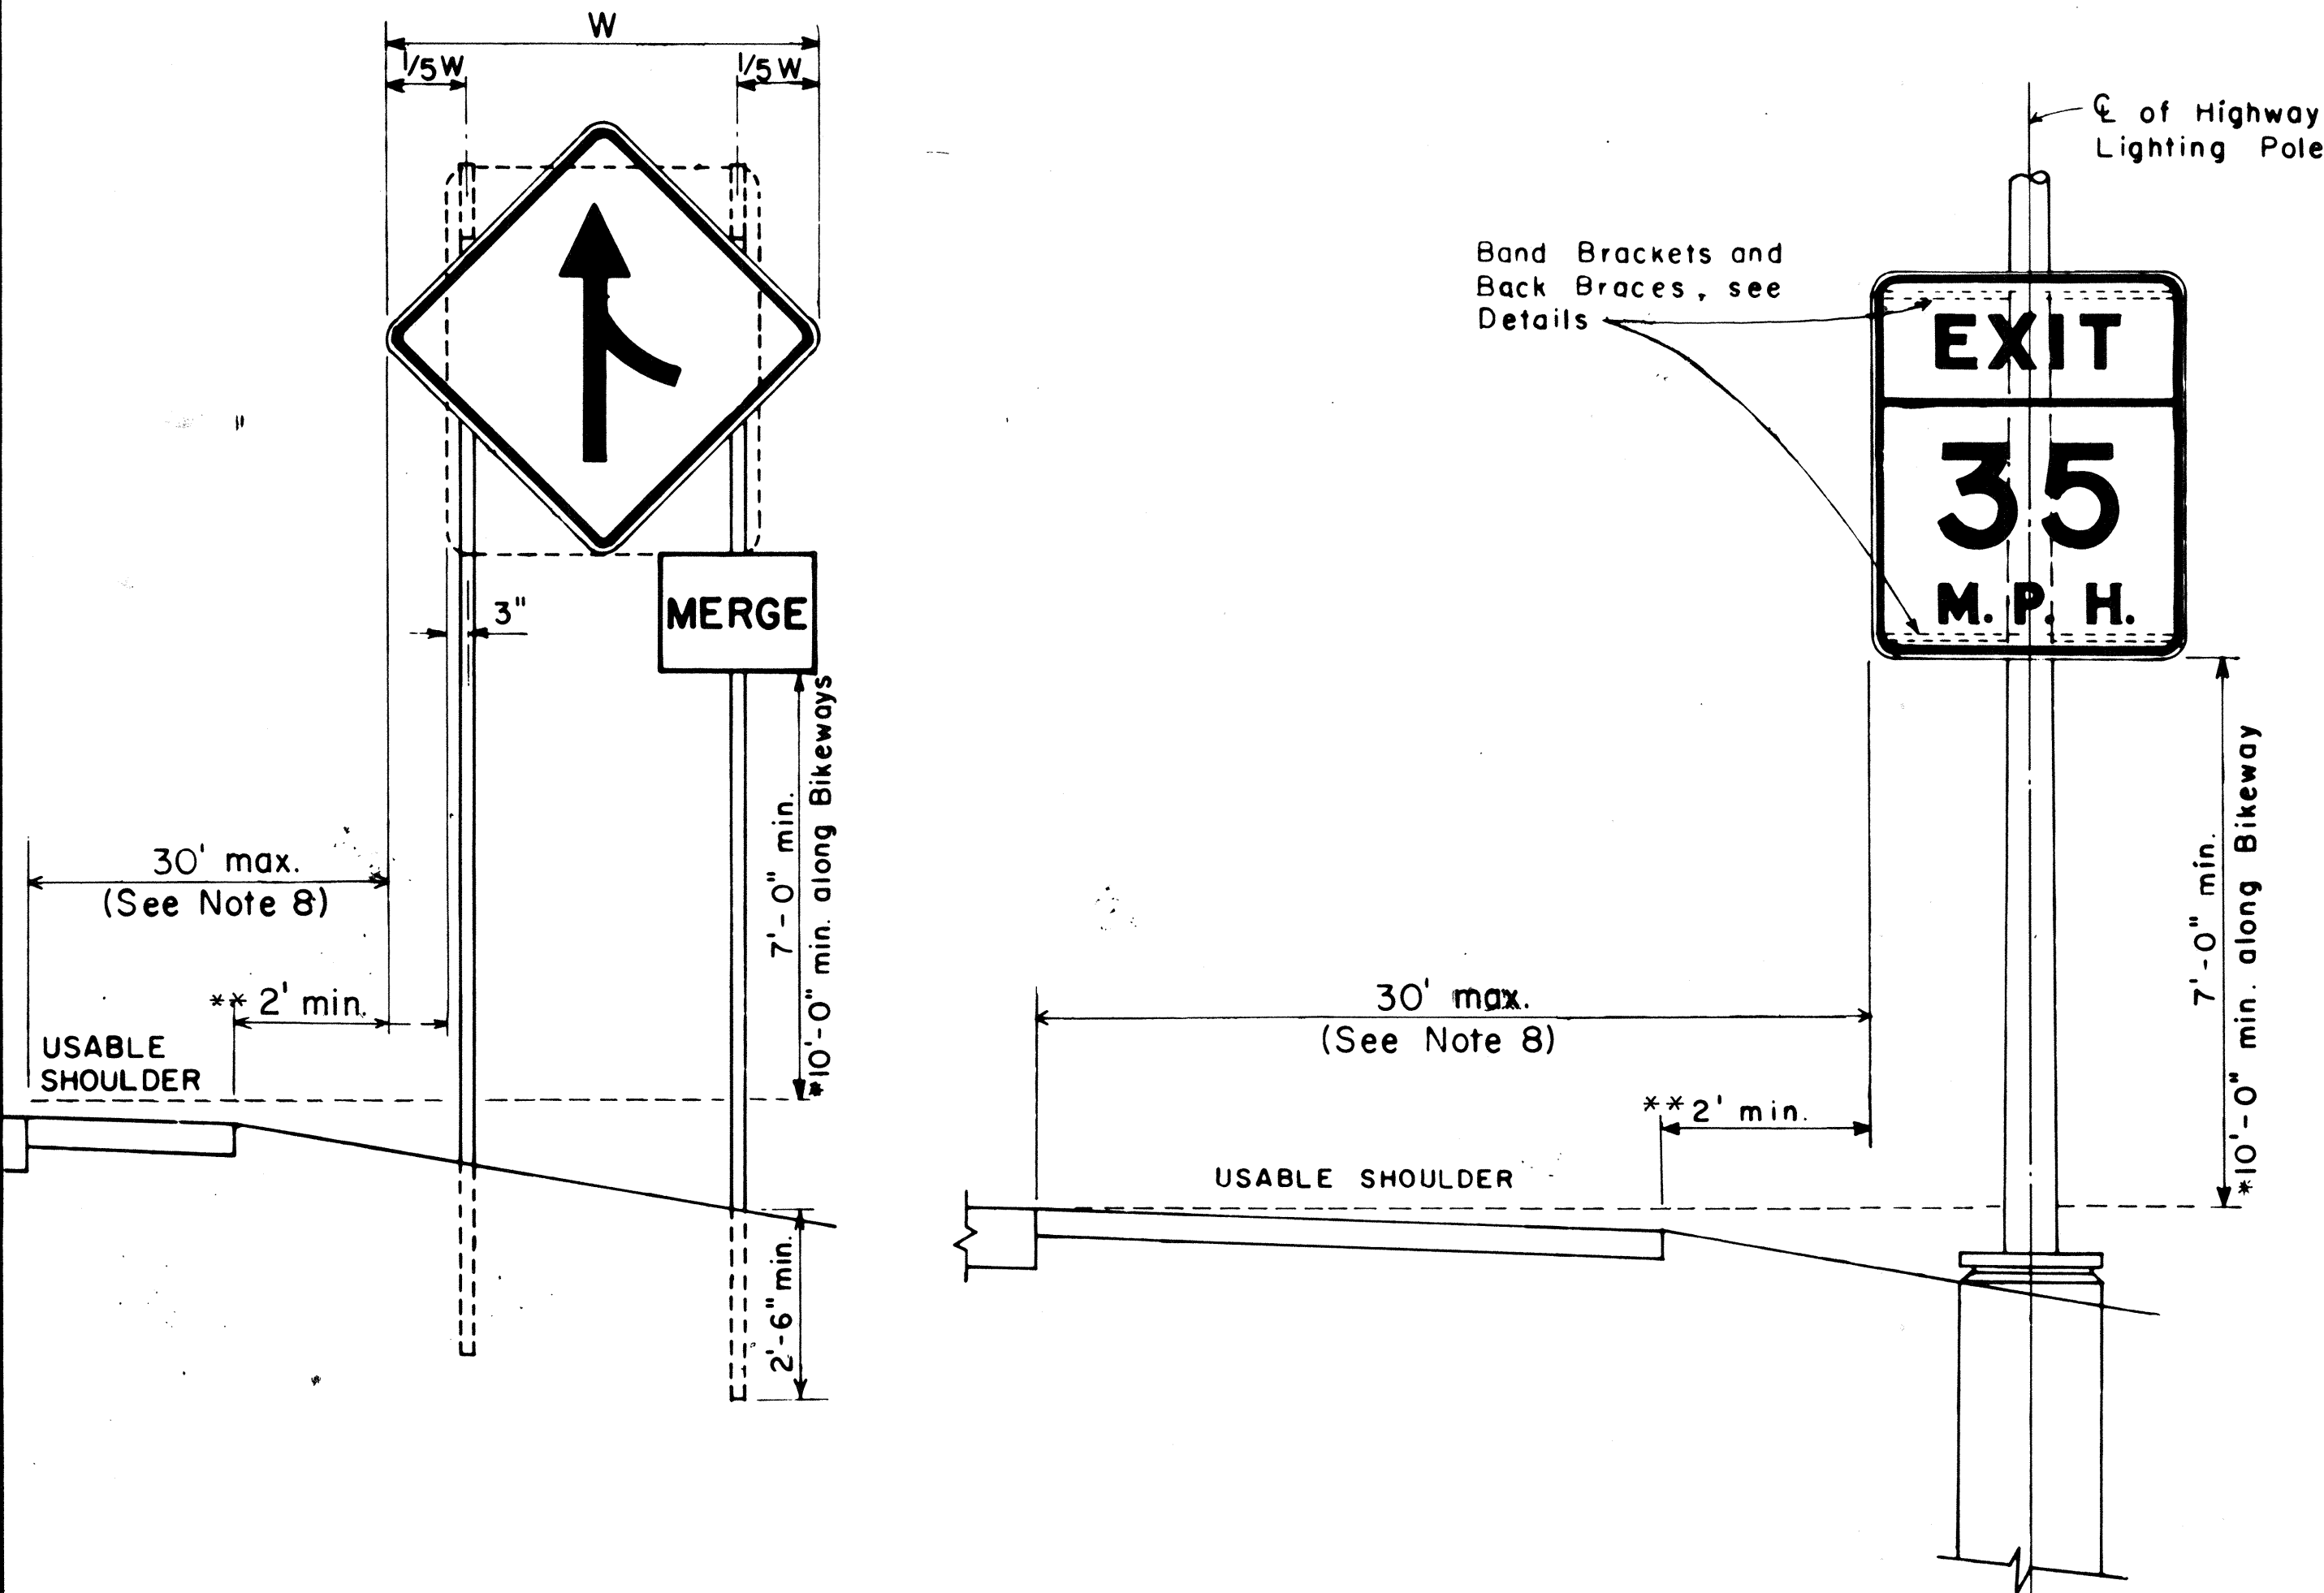 W
1/5 W
1/5 W
MERGE
3"
7'-0" min.
*10'-0" min. along Bikeways
30' max.
(See Note 8)
** 2' min.
USABLE
SHOULDER
2'-6" min.
℄ of Highway
Lighting Pole
Band Brackets and
Back Braces, see
Details
EXIT
35
M. P. H.
7'-0" min.
*10'-0" min. along Bikeway
30' max.
(See Note 8)
**2' min.
USABLE SHOULDER